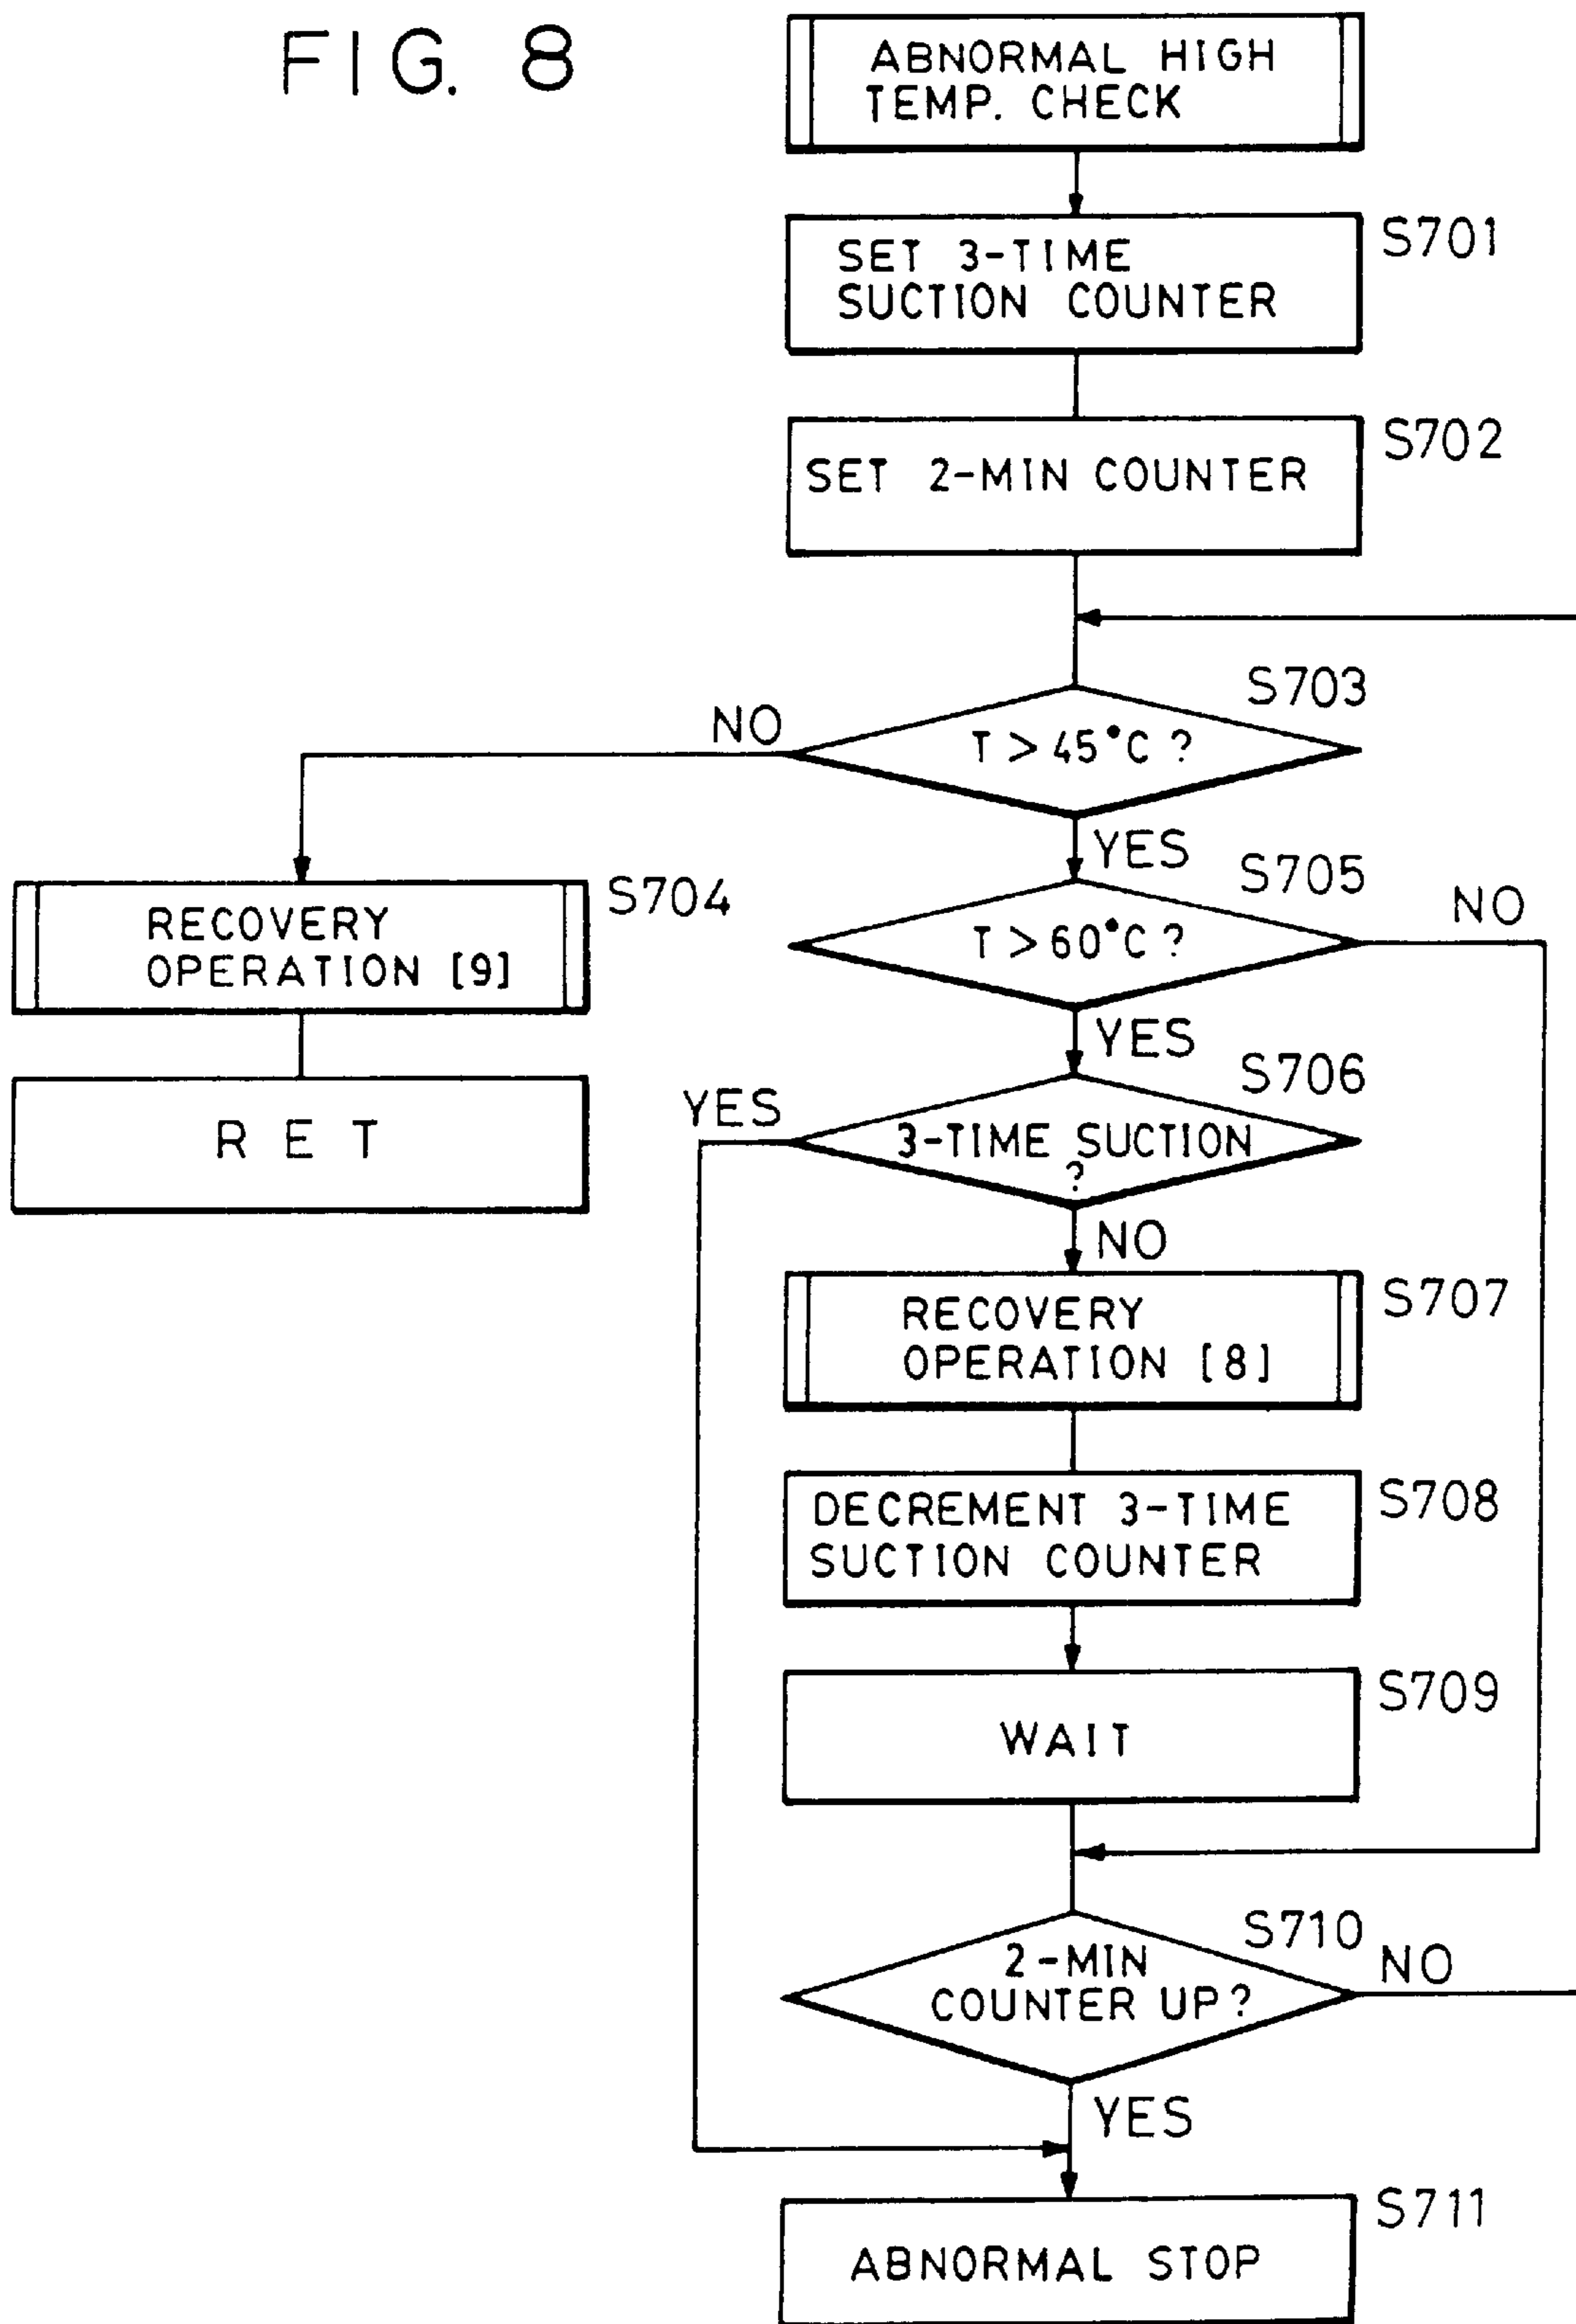 FIG. 8
ABNORMAL HIGH
TEMP. CHECK
S701
SET 3-TIME
SUCTION COUNTER
S702
SET 2-MIN COUNTER
S703
NO
T > 45°C ?
YES
S704
RECOVERY
OPERATION [9]
S705
NO
T > 60°C ?
YES
RET
S706
YES
3-TIME SUCTION
?
NO
S707
RECOVERY
OPERATION [8]
S708
DECREMENT 3-TIME
SUCTION COUNTER
S709
WAIT
S710
2-MIN
COUNTER UP?
NO
YES
S711
ABNORMAL STOP